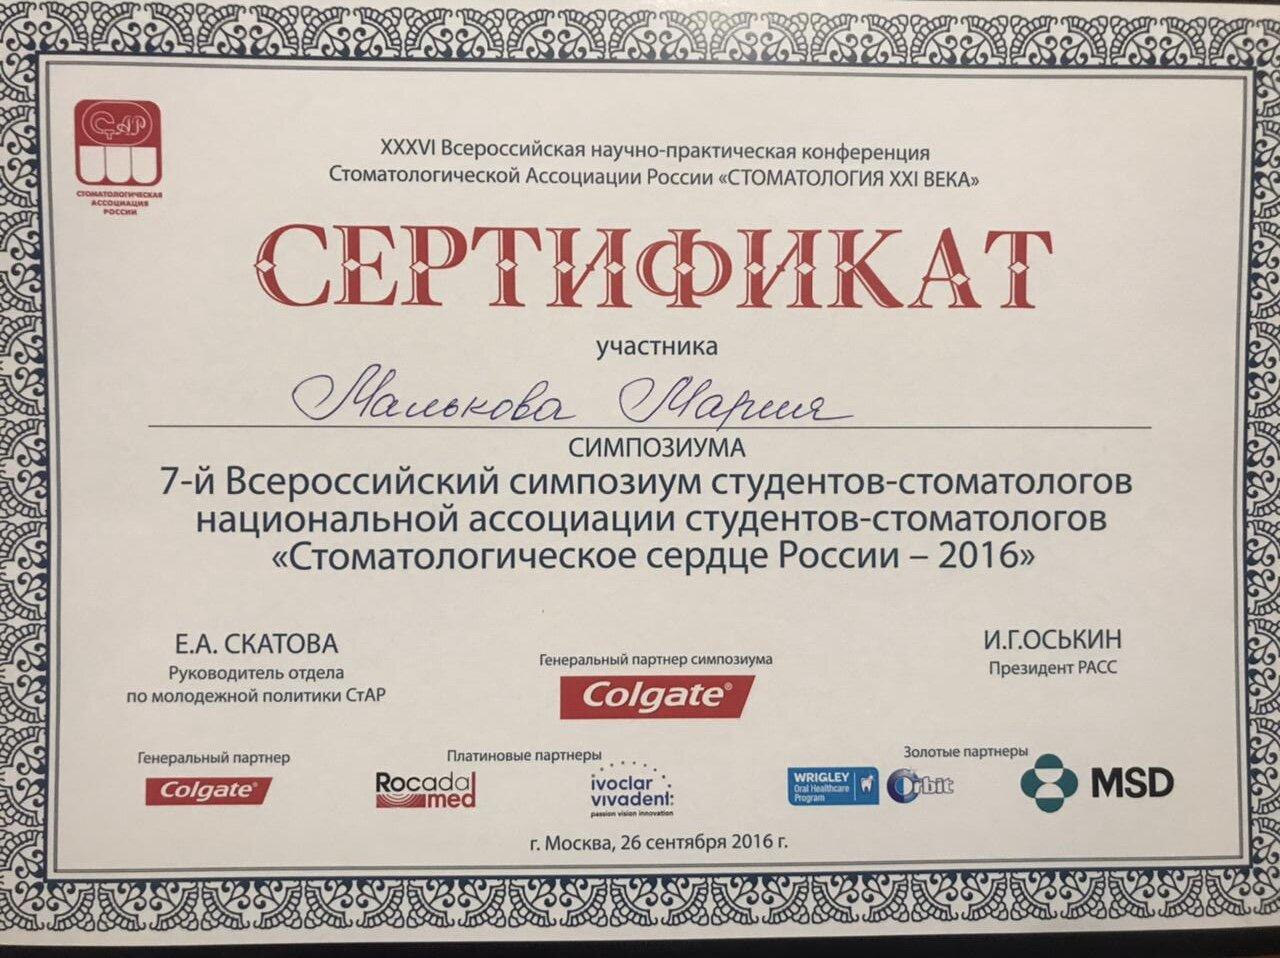 СтАР
СТОМАТОЛОГИЧЕСКАЯ
АССОЦИАЦИЯ
РОССИИ
XXXVI Всероссийская научно-практическая конференция
Стоматологической Ассоциации России «СТОМАТОЛОГИЯ XXI ВЕКА»
СЕРТИФИКАТ
участника
Малькова Мария
СИМПОЗИУМА
7-й Всероссийский симпозиум студентов-стоматологов
национальной ассоциации студентов-стоматологов
«Стоматологическое сердце России – 2016»
Е.А. СКАТОВА
Руководитель отдела
по молодежной политики СтАР
Генеральный партнер симпозиума
Colgate®
И.Г.ОСЬКИН
Президент РАСС
Генеральный партнер
Colgate®
Платиновые партнеры
Rocada
med
ivoclar
vivadent:
passion vision innovation
Золотые партнеры
WRIGLEY
Oral Healthcare
Program
Orbit
MSD
г. Москва, 26 сентября 2016 г.